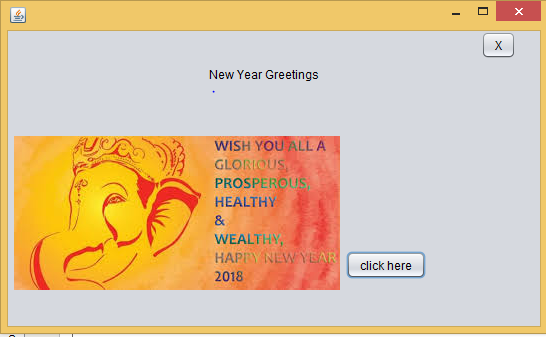 X
New Year Greetings
.
WISH YOU ALL A
GLORIOUS,
PROSPEROUS,
HEALTHY
&
WEALTHY,
HAPPY NEW YEAR
2018
click here